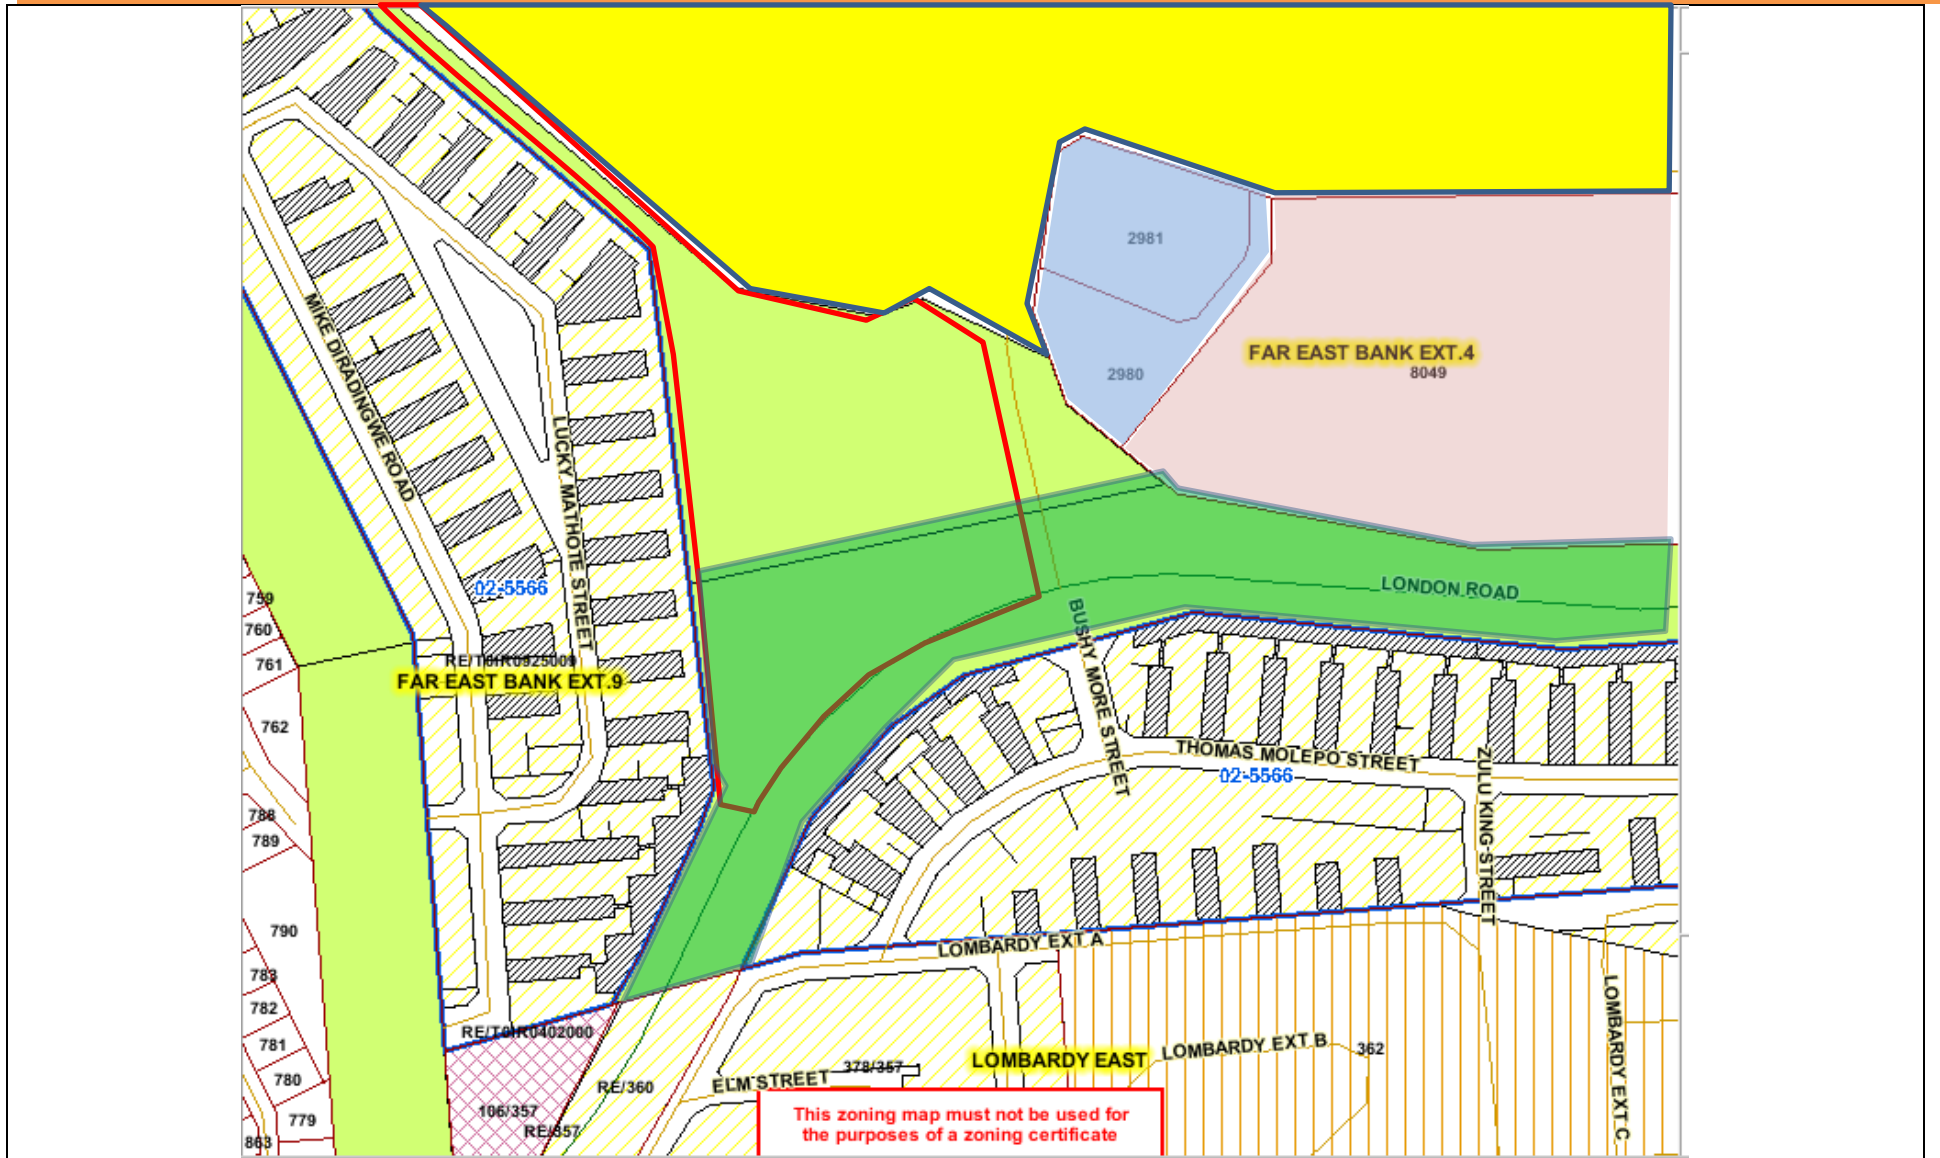 2981
FAR EAST BANK EXT.4
8049
2980
MIKE DIRADINGWE ROAD
LUCKY MATHOTE STREET
02-5566
LONDON ROAD
759
760
761
RE/T0IR0925009
FAR EAST BANK EXT.9
BUSHY MORE STREET
762
THOMAS MOLEPO STREET
02-5566
ZULU KING STREET
788
789
790
LOMBARDY EXT A
783
782
RE/T0IR0402000
781
LOMBARDY EXT B
362
LOMBARDY EXT C
LOMBARDY EAST
378/357
ELM STREET
RE/360
780
106/357
779
RE/357
863
This zoning map must not be used for
the purposes of a zoning certificate